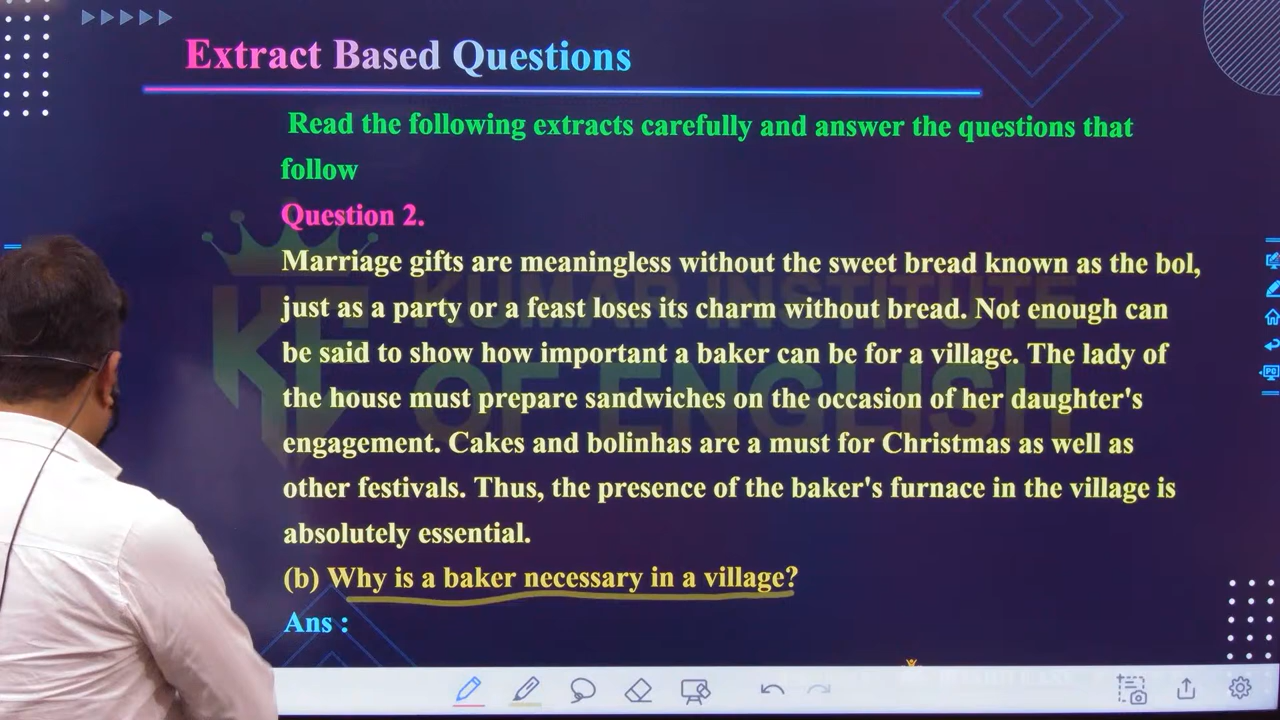 Extract Based Questions
Read the following extracts carefully and answer the questions that
follow
Question 2.
Marriage gifts are meaningless without the sweet bread known as the bol,
just as a party or a feast loses its charm without bread. Not enough can
be said to show how important a baker can be for a village. The lady of
the house must prepare sandwiches on the occasion of her daughter's
engagement. Cakes and bolinhas are a must for Christmas as well as
other festivals. Thus, the presence of the baker's furnace in the village is
absolutely essential.
(b) Why is a baker necessary in a village?
Ans :
KUMAR INSTITUTE
OF ENGLISH
PC